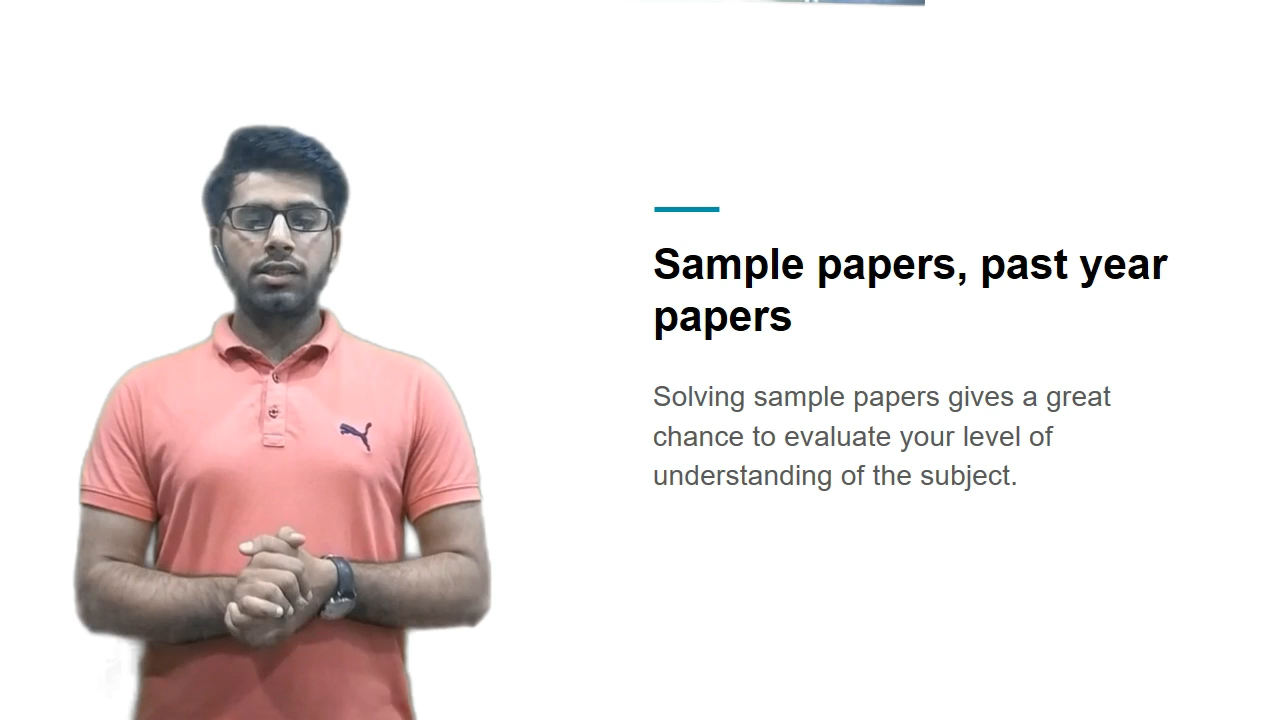 Sample papers, past year
papers
Solving sample papers gives a great
chance to evaluate your level of
understanding of the subject.